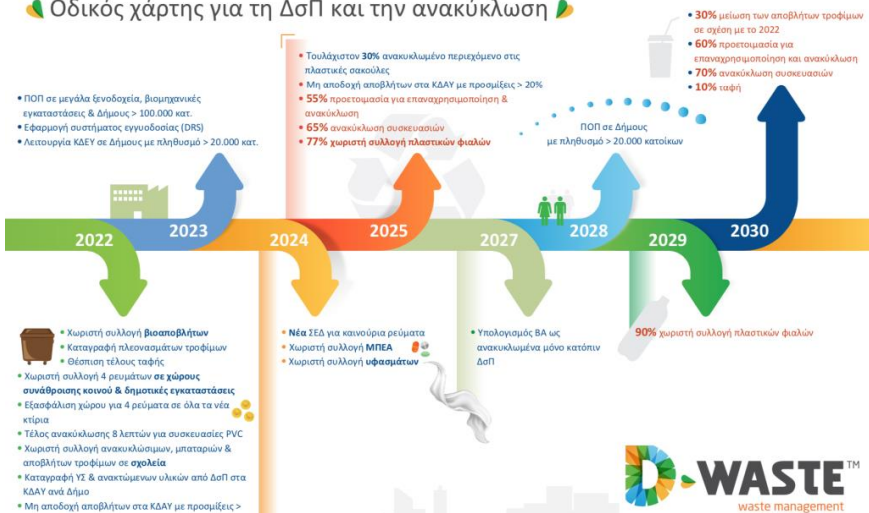 Οδικός χάρτης για τη ΔσΠ και την ανακύκλωση
• ΠΟΠ σε μεγάλα ξενοδοχεία, βιομηχανικές
εγκαταστάσεις & Δήμους > 100.000 κατ.
• Εφαρμογή συστήματος εγγυοδοσίας (DRS)
• Λειτουργία ΚΔΕΥ σε Δήμους με πληθυσμό > 20.000 κατ.
• Τουλάχιστον 30% ανακυκλωμένο περιεχόμενο στις
πλαστικές σακούλες
• Μη αποδοχή αποβλήτων στα ΚΔΑΥ με προσμίξεις > 20%
• 55% προετοιμασία για επαναχρησιμοποίηση &
ανακύκλωση
• 65% ανακύκλωση συσκευασιών
• 77% χωριστή συλλογή πλαστικών φιαλών
ΠΟΠ σε Δήμους
με πληθυσμό > 20.000 κατοίκων
• 30% μείωση των αποβλήτων τροφίμων
σε σχέση με το 2022
• 60% προετοιμασία για
επαναχρησιμοποίηση και ανακύκλωση
• 70% ανακύκλωση συσκευασιών
• 10% ταφή
2022
2023
2024
2025
2027
2028
2029
2030
• Χωριστή συλλογή βιοαποβλήτων
• Καταγραφή πλεονασμάτων τροφίμων
• Θέσπιση τέλους ταφής
• Χωριστή συλλογή 4 ρευμάτων σε χώρους
συνάθροισης κοινού & δημοτικές εγκαταστάσεις
• Εξασφάλιση χώρου για 4 ρεύματα σε όλα τα νέα
κτίρια
• Τέλος ανακύκλωσης 8 λεπτών για συσκευασίες PVC
• Χωριστή συλλογή ανακυκλώσιμων, μπαταριών &
αποβλήτων τροφίμων σε σχολεία
• Καταγραφή ΥΣ & ανακτώμενων υλικών από ΔσΠ στα
ΚΔΑΥ ανά Δήμο
• Μη αποδοχή αποβλήτων στα ΚΔΑΥ με προσμίξεις >
• Νέα ΣΕΔ για καινούρια ρεύματα
• Χωριστή συλλογή ΜΠΕΑ
• Χωριστή συλλογή υφασμάτων
• Υπολογισμός ΒΑ ως
ανακυκλωμένα μόνο κατόπιν
ΔσΠ
90% χωριστή συλλογή πλαστικών φιαλών
D-WASTE™
waste management